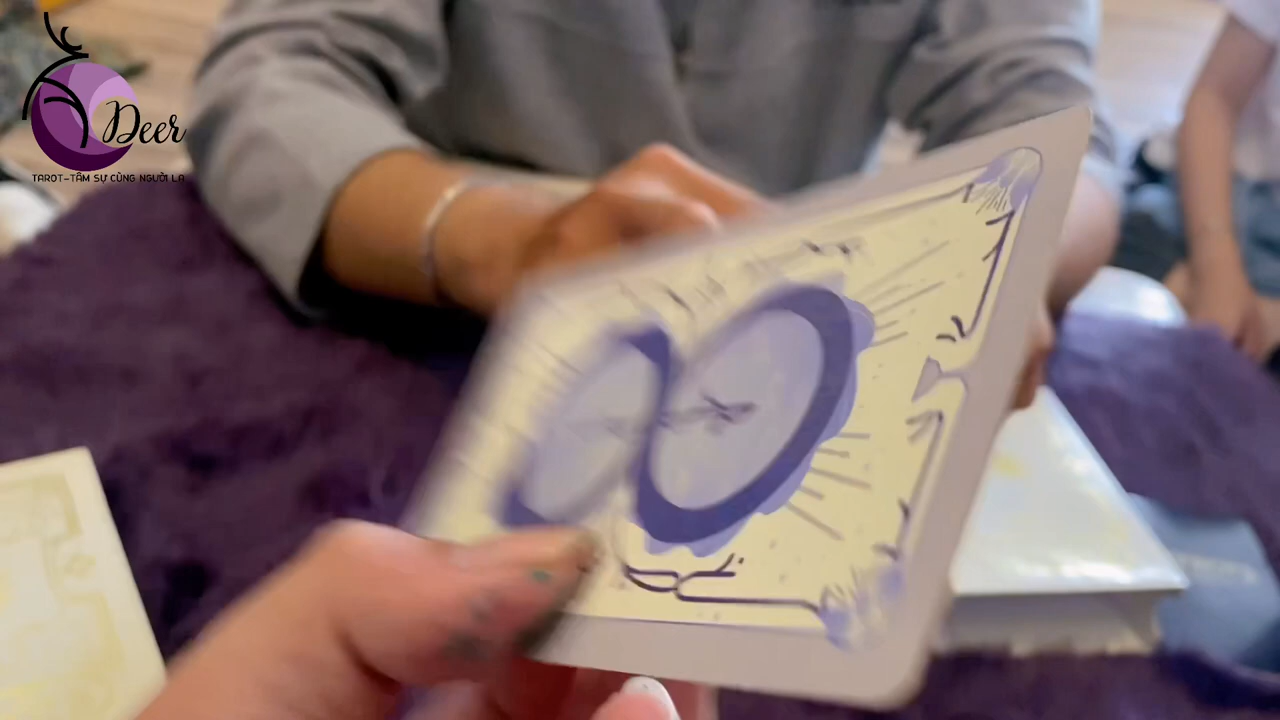 Deer
TAROT-TÂM SỰ CÙNG NGƯỜI LẠ